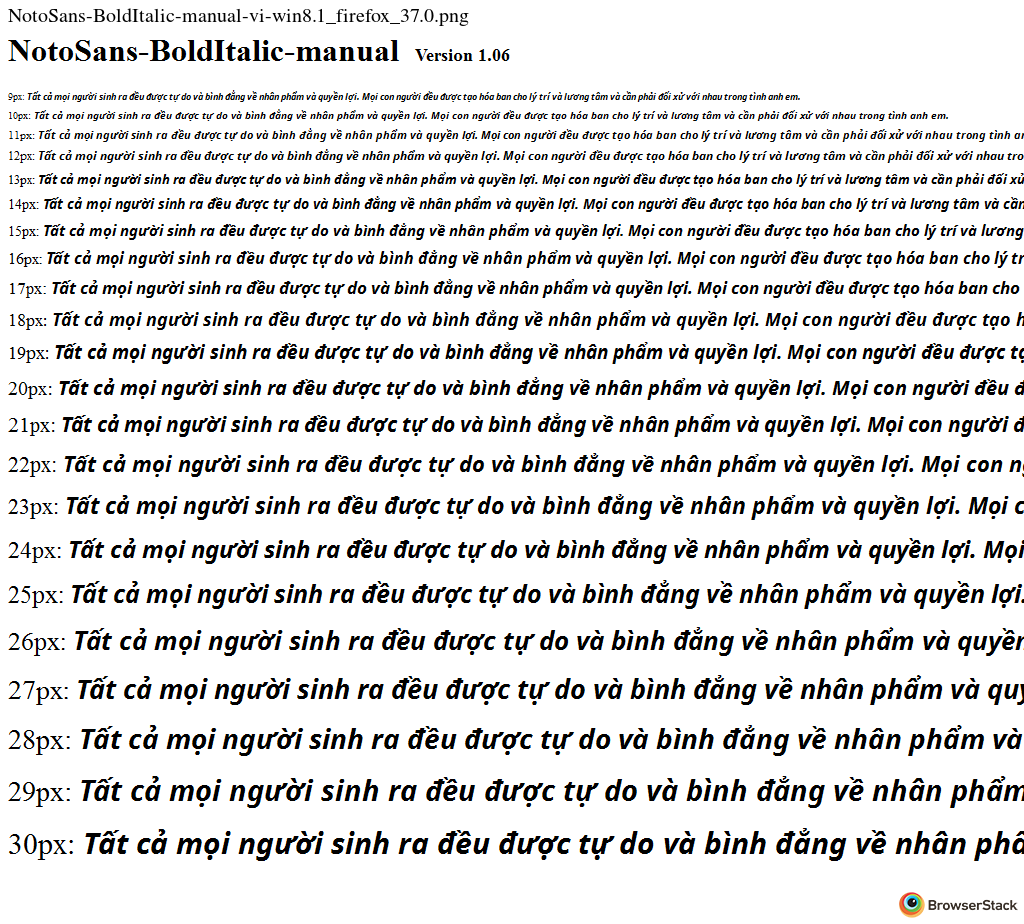 NotoSans-BoldItalic-manual-vi-win8.1_firefox_37.0.png
NotoSans-BoldItalic-manual Version 1.06
9px: Tất cả mọi người sinh ra đều được tự do và bình đẳng về nhân phẩm và quyền lợi. Mọi con người đều được tạo hóa ban cho lý trí và lương tâm và cần phải đối xử với nhau trong tình anh em.
10px: Tất cả mọi người sinh ra đều được tự do và bình đẳng về nhân phẩm và quyền lợi. Mọi con người đều được tạo hóa ban cho lý trí và lương tâm và cần phải đối xử với nhau trong tình anh em.
11px: Tất cả mọi người sinh ra đều được tự do và bình đẳng về nhân phẩm và quyền lợi. Mọi con người đều được tạo hóa ban cho lý trí và lương tâm và cần phải đối xử với nhau trong tình an
12px: Tất cả mọi người sinh ra đều được tự do và bình đẳng về nhân phẩm và quyền lợi. Mọi con người đều được tạo hóa ban cho lý trí và lương tâm và cần phải đối xử với nhau tro
13px: Tất cả mọi người sinh ra đều được tự do và bình đẳng về nhân phẩm và quyền lợi. Mọi con người đều được tạo hóa ban cho lý trí và lương tâm và cần phải đối xử
14px: Tất cả mọi người sinh ra đều được tự do và bình đẳng về nhân phẩm và quyền lợi. Mọi con người đều được tạo hóa ban cho lý trí và lương tâm và cần
15px: Tất cả mọi người sinh ra đều được tự do và bình đẳng về nhân phẩm và quyền lợi. Mọi con người đều được tạo hóa ban cho lý trí và lương
16px: Tất cả mọi người sinh ra đều được tự do và bình đẳng về nhân phẩm và quyền lợi. Mọi con người đều được tạo hóa ban cho lý tr
17px: Tất cả mọi người sinh ra đều được tự do và bình đẳng về nhân phẩm và quyền lợi. Mọi con người đều được tạo hóa ban cho
18px: Tất cả mọi người sinh ra đều được tự do và bình đẳng về nhân phẩm và quyền lợi. Mọi con người đều được tạo h
19px: Tất cả mọi người sinh ra đều được tự do và bình đẳng về nhân phẩm và quyền lợi. Mọi con người đều được tạ
20px: Tất cả mọi người sinh ra đều được tự do và bình đẳng về nhân phẩm và quyền lợi. Mọi con người đều đ
21px: Tất cả mọi người sinh ra đều được tự do và bình đẳng về nhân phẩm và quyền lợi. Mọi con người đ
22px: Tất cả mọi người sinh ra đều được tự do và bình đẳng về nhân phẩm và quyền lợi. Mọi con ng
23px: Tất cả mọi người sinh ra đều được tự do và bình đẳng về nhân phẩm và quyền lợi. Mọi c
24px: Tất cả mọi người sinh ra đều được tự do và bình đẳng về nhân phẩm và quyền lợi. Mọi
25px: Tất cả mọi người sinh ra đều được tự do và bình đẳng về nhân phẩm và quyền lợi.
26px: Tất cả mọi người sinh ra đều được tự do và bình đẳng về nhân phẩm và quyền
27px: Tất cả mọi người sinh ra đều được tự do và bình đẳng về nhân phẩm và quy
28px: Tất cả mọi người sinh ra đều được tự do và bình đẳng về nhân phẩm và
29px: Tất cả mọi người sinh ra đều được tự do và bình đẳng về nhân phẩm
30px: Tất cả mọi người sinh ra đều được tự do và bình đẳng về nhân phẩ
BrowserStack